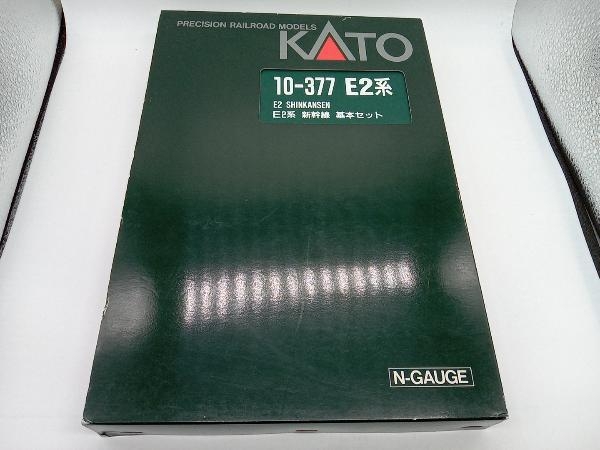 PRECISION RAILROAD MODELS
KATO
10-377 E2系
E2 SHINKANSEN
E2系 新幹線 基本セット
N-GAUGE